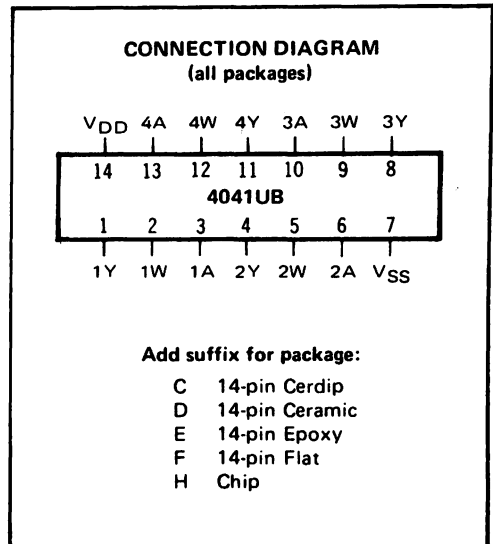 CONNECTION DIAGRAM
(all packages)
VDD 4A 4W 4Y 3A 3W 3Y
14 13 12 11 10 9 8
4041UB
1 2 3 4 5 6 7
1Y 1W 1A 2Y 2W 2A VSS
Add suffix for package:
C 14-pin Cerdip
D 14-pin Ceramic
E 14-pin Epoxy
F 14-pin Flat
H Chip